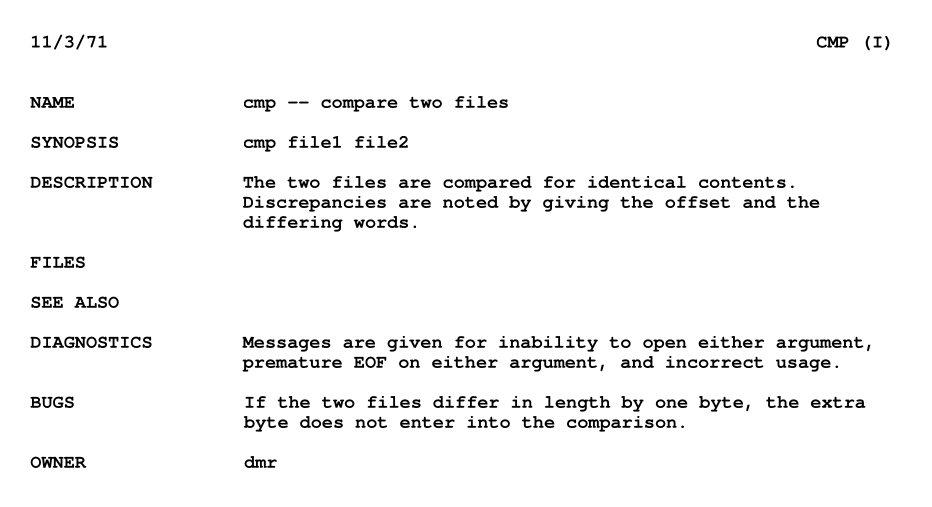 11/3/71 CMP (I)
NAME cmp -- compare two files
SYNOPSIS cmp file1 file2
DESCRIPTION The two files are compared for identical contents.
Discrepancies are noted by giving the offset and the
differing words.
FILES
SEE ALSO
DIAGNOSTICS Messages are given for inability to open either argument,
premature EOF on either argument, and incorrect usage.
BUGS If the two files differ in length by one byte, the extra
byte does not enter into the comparison.
OWNER dmr